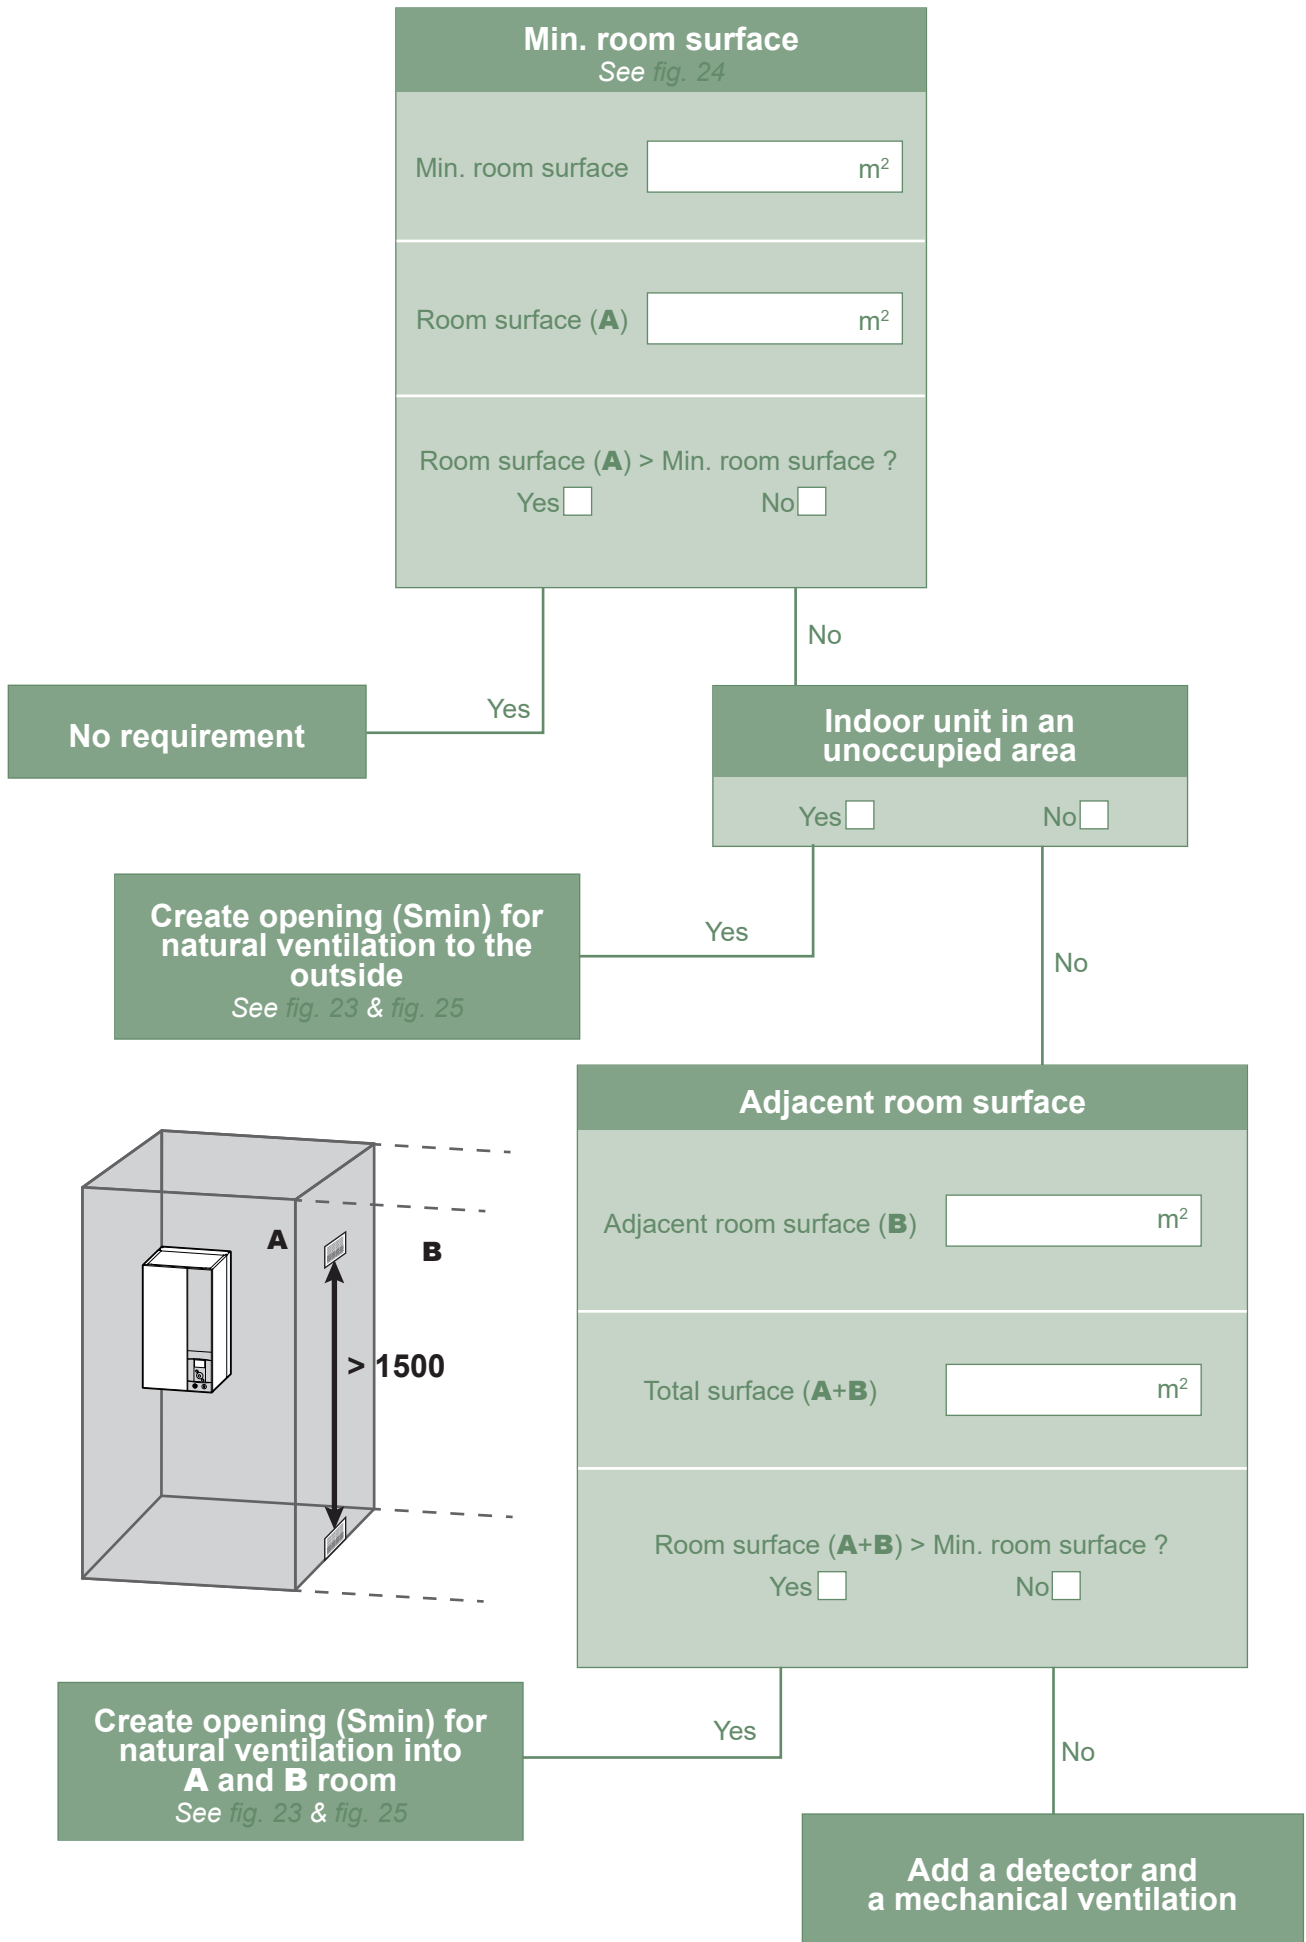 Min. room surface
See fig. 24
Min. room surface m²
Room surface (A) m²
Room surface (A) > Min. room surface ?
Yes No
No
Yes
No requirement
Indoor unit in an
unoccupied area
Yes No
Create opening (Smin) for
natural ventilation to the
outside
See fig. 23 & fig. 25
Yes
No
Adjacent room surface
Adjacent room surface (B) m²
Total surface (A+B) m²
Room surface (A+B) > Min. room surface ?
Yes No
A
B
> 1500
Create opening (Smin) for
natural ventilation into
A and B room
See fig. 23 & fig. 25
Yes
No
Add a detector and
a mechanical ventilation